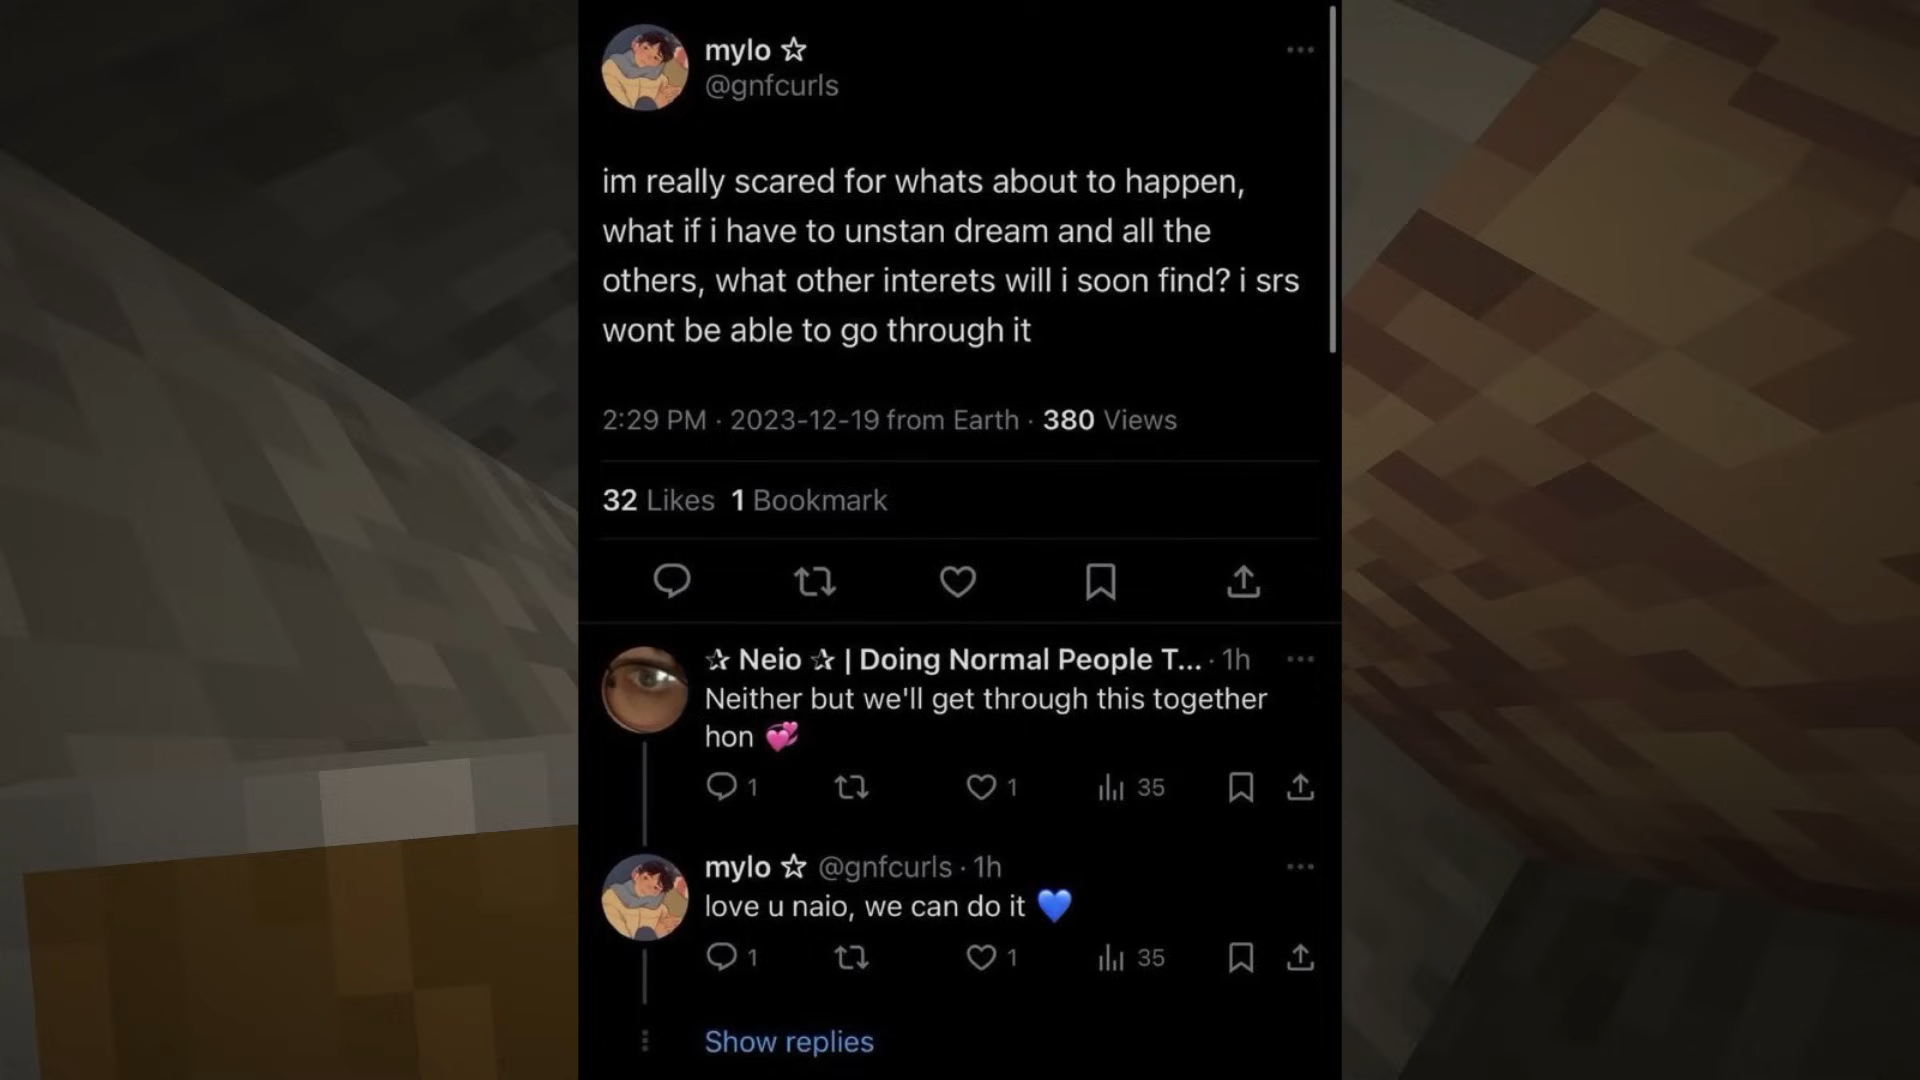 mylo ☆
@gnfcurls
im really scared for whats about to happen,
what if i have to unstan dream and all the
others, what other interets will i soon find? i srs
wont be able to go through it
2:29 PM · 2023-12-19 from Earth · 380 Views
32 Likes 1 Bookmark
☆ Neio ☆ | Doing Normal People T... · 1h
Neither but we'll get through this together
hon 💞
1 1 35
mylo ☆ @gnfcurls · 1h
love u naio, we can do it 💙
1 1 35
Show replies